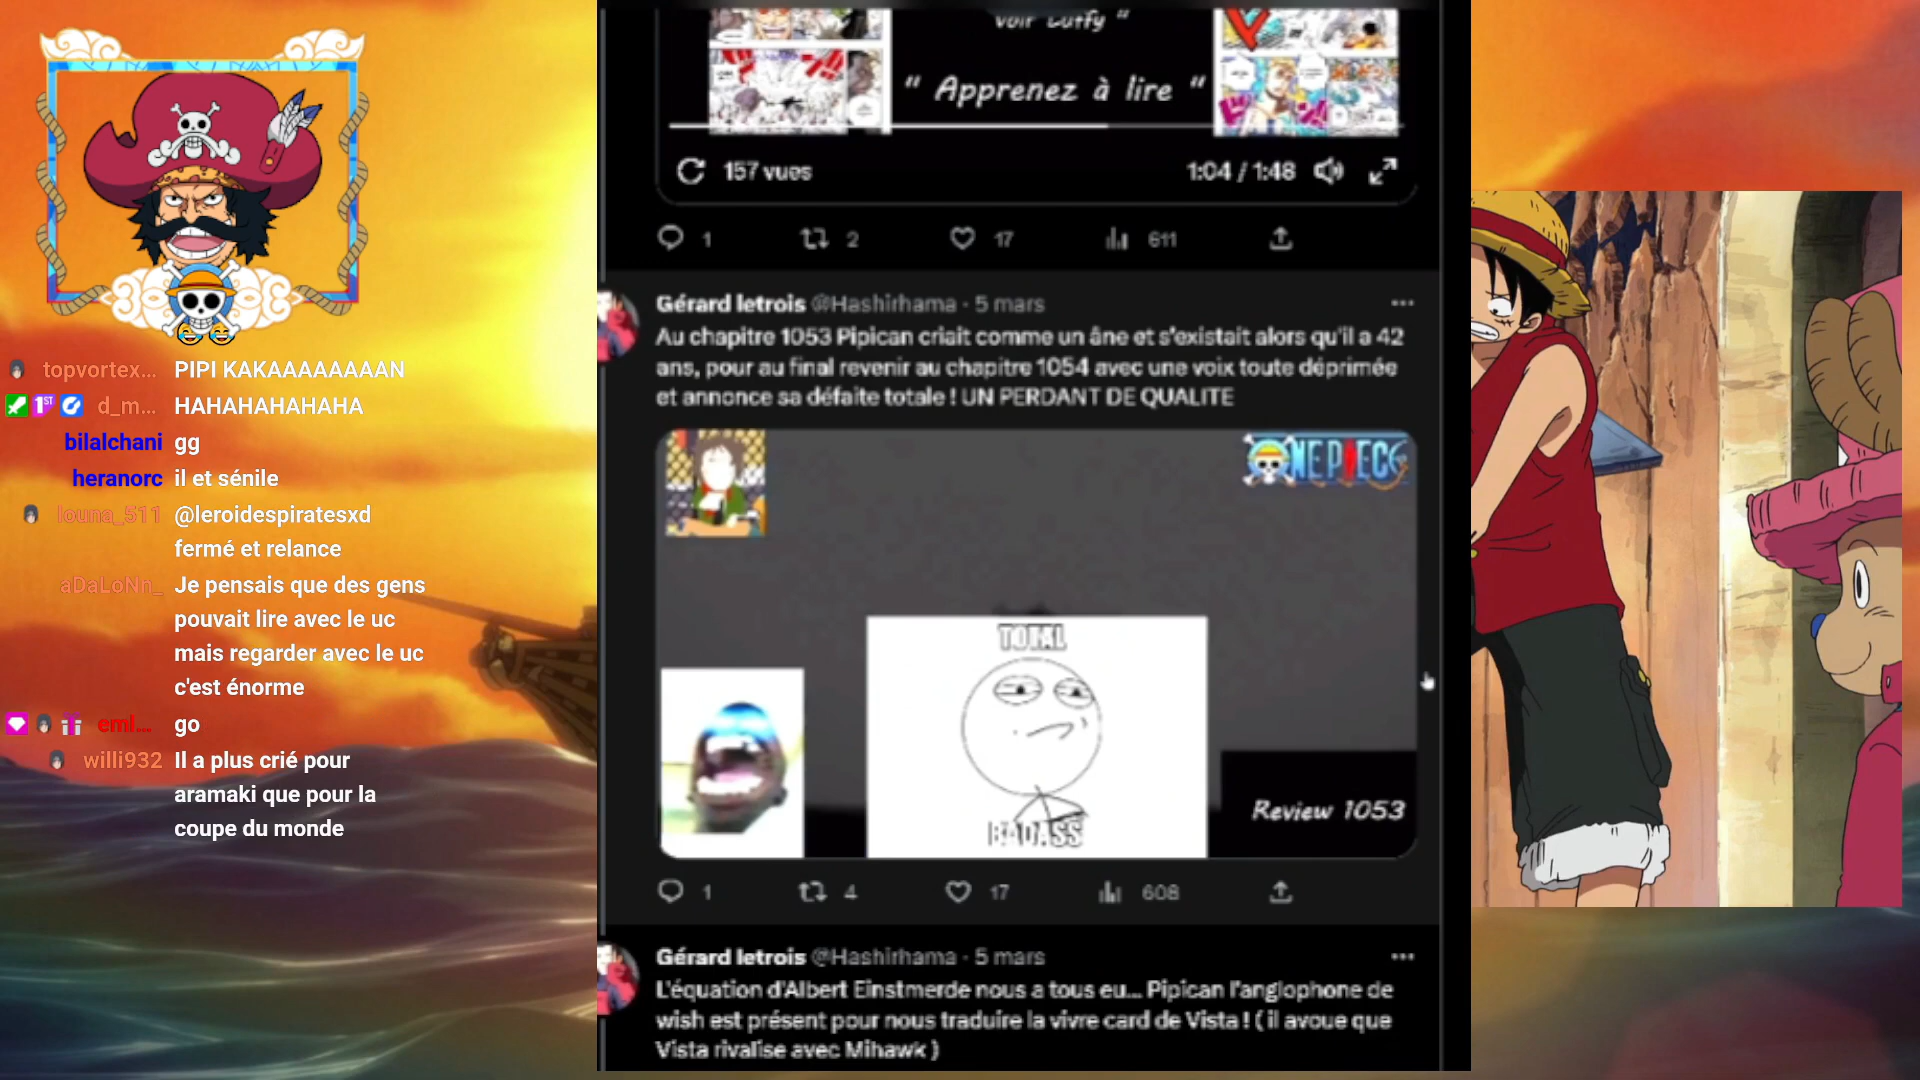 topvortex... PIPI KAKAAAAAAAAN
1ST d_m... HAHAHAHAHAHA
bilalchani gg
heranorc il et sénile
louna_511 @leroidespiratesxd
fermé et relance
aDaLoNn_ Je pensais que des gens
pouvait lire avec le uc
mais regarder avec le uc
c'est énorme
eml... go
willi932 Il a plus crié pour
aramaki que pour la
coupe du monde
voir Luffy "
" Apprenez à lire "
157 vues
1:04 / 1:48
1 2 17 611
Gérard letrois @Hashirhama · 5 mars
Au chapitre 1053 Pipican criait comme un âne et s'existait alors qu'il a 42
ans, pour au final revenir au chapitre 1054 avec une voix toute déprimée
et annonce sa défaite totale ! UN PERDANT DE QUALITE
ONE PIECE
TOTAL
BADASS
Review 1053
1 4 17 608
Gérard letrois @Hashirhama · 5 mars
L'équation d'Albert Einstmerde nous a tous eu... Pipican l'anglophone de
wish est présent pour nous traduire la vivre card de Vista ! ( il avoue que
Vista rivalise avec Mihawk )